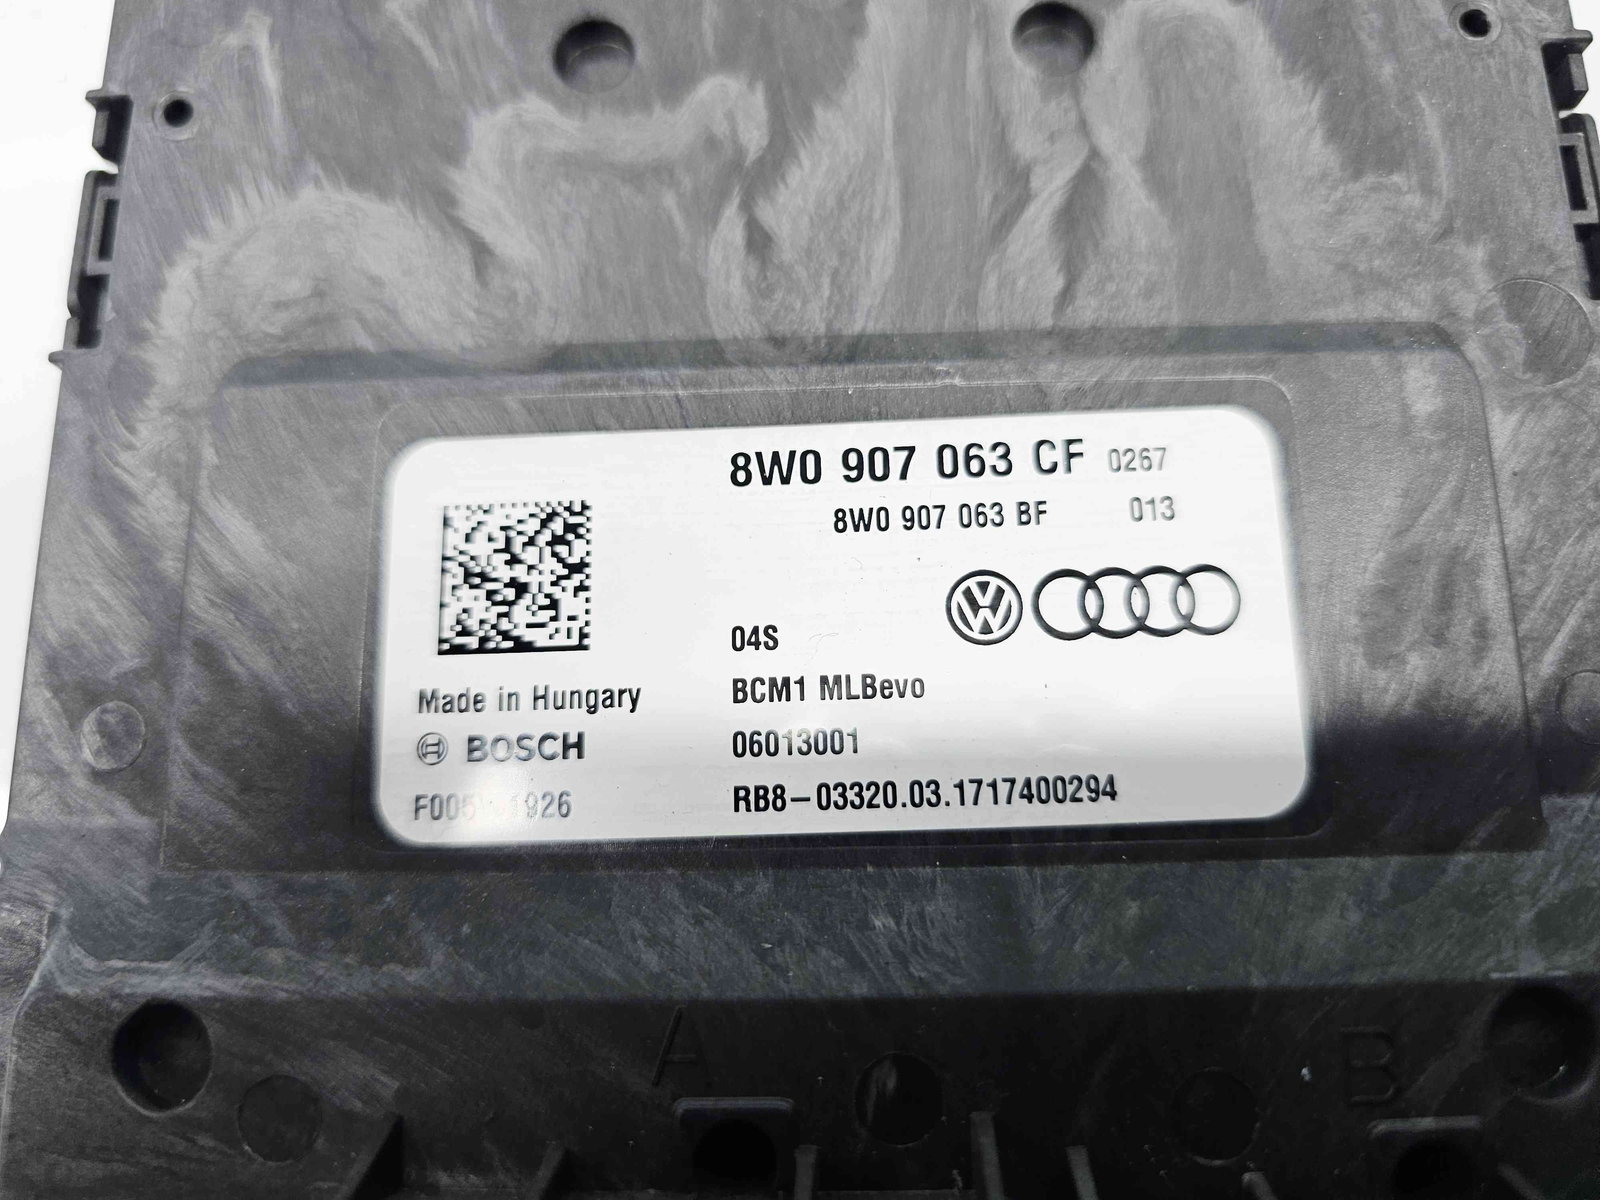 8W0 907 063 CF 0267
8W0 907 063 BF 013
04S
BCM1 MLBevo
06013001
RB8-03320.03.1717400294
Made in Hungary
BOSCH
A
B